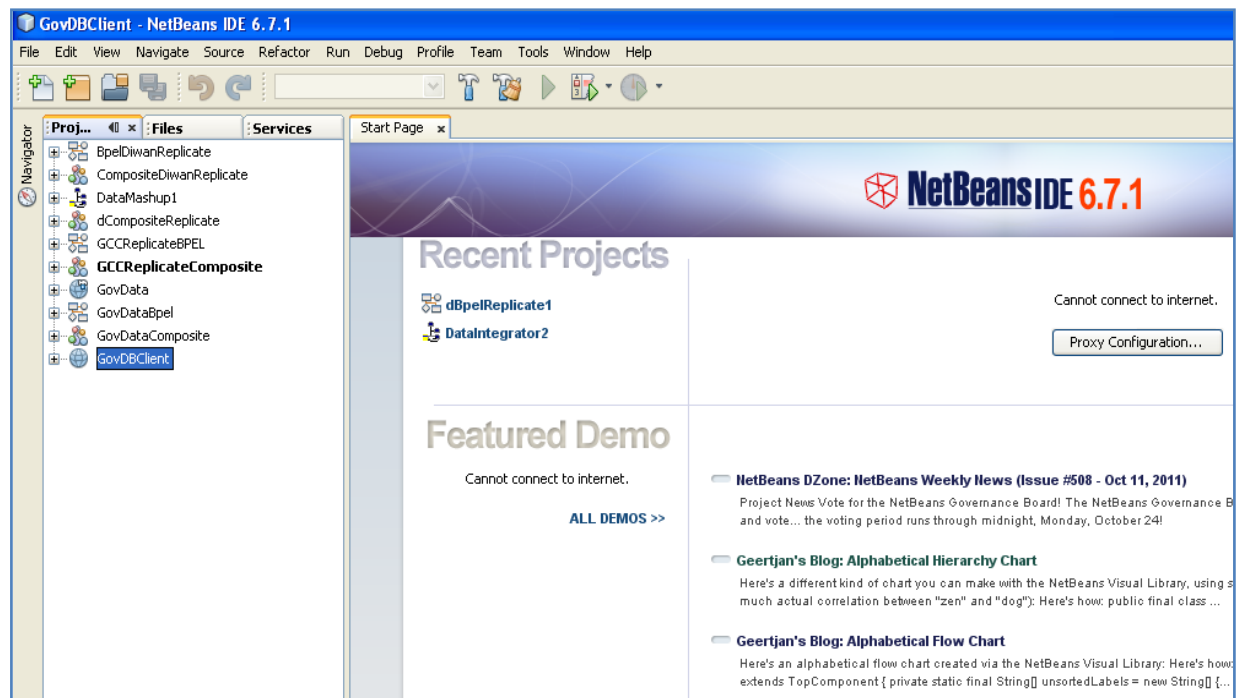 GovDBClient - NetBeans IDE 6.7.1
File Edit View Navigate Source Refactor Run Debug Profile Team Tools Window Help
Navigator
Proj... Files Services
Start Page
BpelDiwanReplicate
CompositeDiwanReplicate
DataMashup1
dCompositeReplicate
GCCReplicateBPEL
GCCReplicateComposite
GovData
GovDataBpel
GovDataComposite
GovDBClient
NetBeans IDE 6.7.1
Recent Projects
dBpelReplicate1
DataIntegrator2
Cannot connect to internet.
Proxy Configuration...
Featured Demo
Cannot connect to internet.
ALL DEMOS >>
NetBeans DZone: NetBeans Weekly News (Issue #508 - Oct 11, 2011)
Project News Vote for the NetBeans Governance Board! The NetBeans Governance B
and vote... the voting period runs through midnight, Monday, October 24!
Geertjan's Blog: Alphabetical Hierarchy Chart
Here's a different kind of chart you can make with the NetBeans Visual Library, using s
much actual correlation between "zen" and "dog"): Here's how: public final class ...
Geertjan's Blog: Alphabetical Flow Chart
Here's an alphabetical flow chart created via the NetBeans Visual Library: Here's how:
extends TopComponent { private static final String[] unsortedLabels = new String[] {...